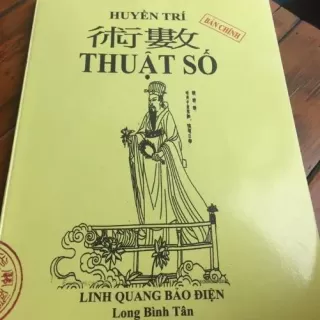 HUYỀN TRÍ
BẢN CHÍNH
術數
THUẬT SỐ
LINH QUANG BẢO ĐIỆN
Long Bình Tân